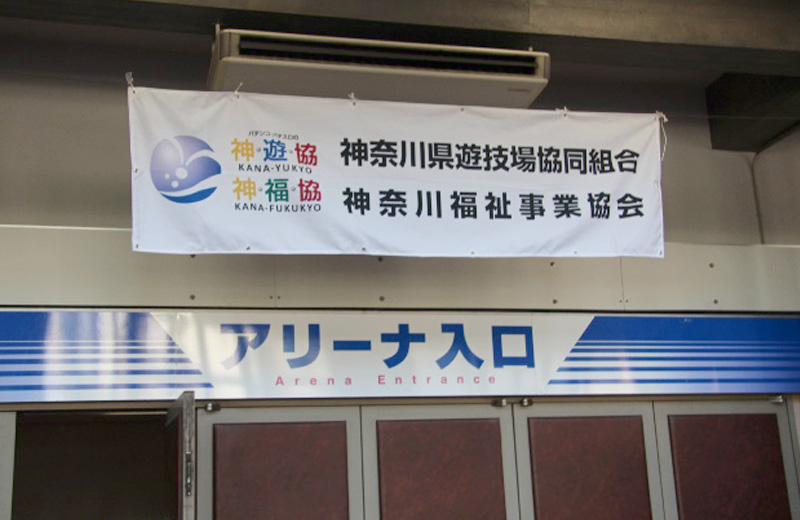 パチンコ・パチスロの
神・遊・協
KANA-YUKYO
神・福・協
KANA-FUKUKYO
神奈川県遊技場協同組合
神奈川福祉事業協会
アリーナ入口
Arena Entrance